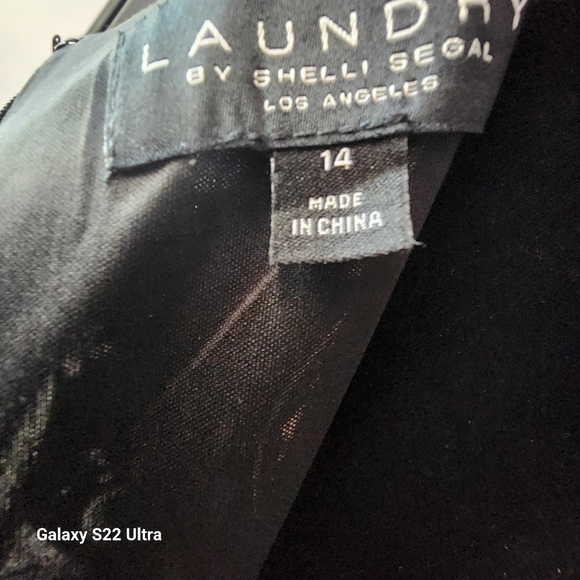 LAUNDRY
BY SHELLI SEGAL
LOS ANGELES
14
MADE
IN CHINA
Galaxy S22 Ultra